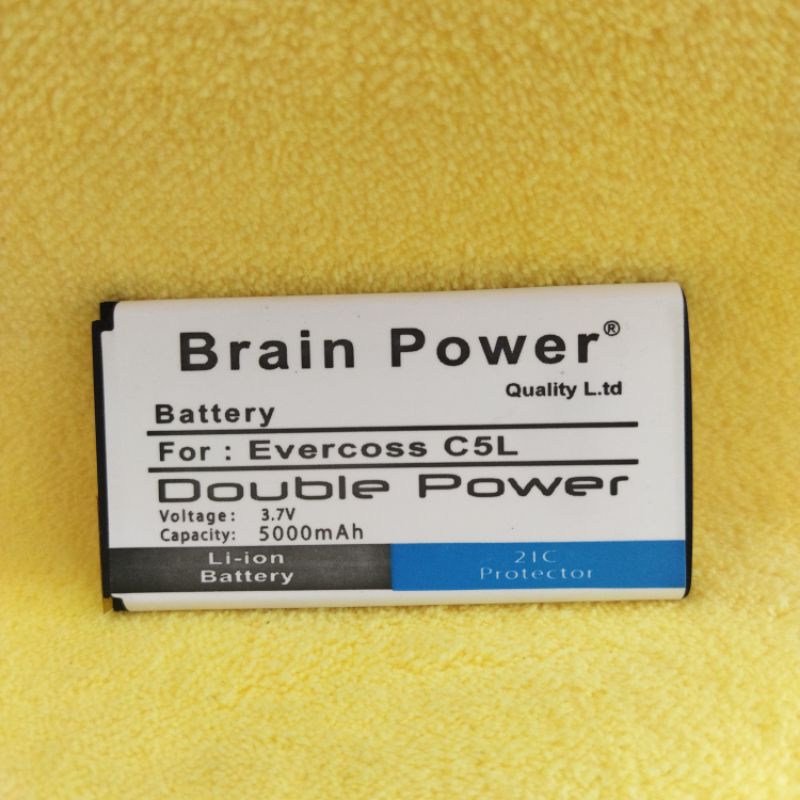 Brain Power®
Quality L.td
Battery
For : Evercoss C5L
Double Power
Voltage : 3.7V
Capacity: 5000mAh
Li-ion
Battery
2IC
Protector